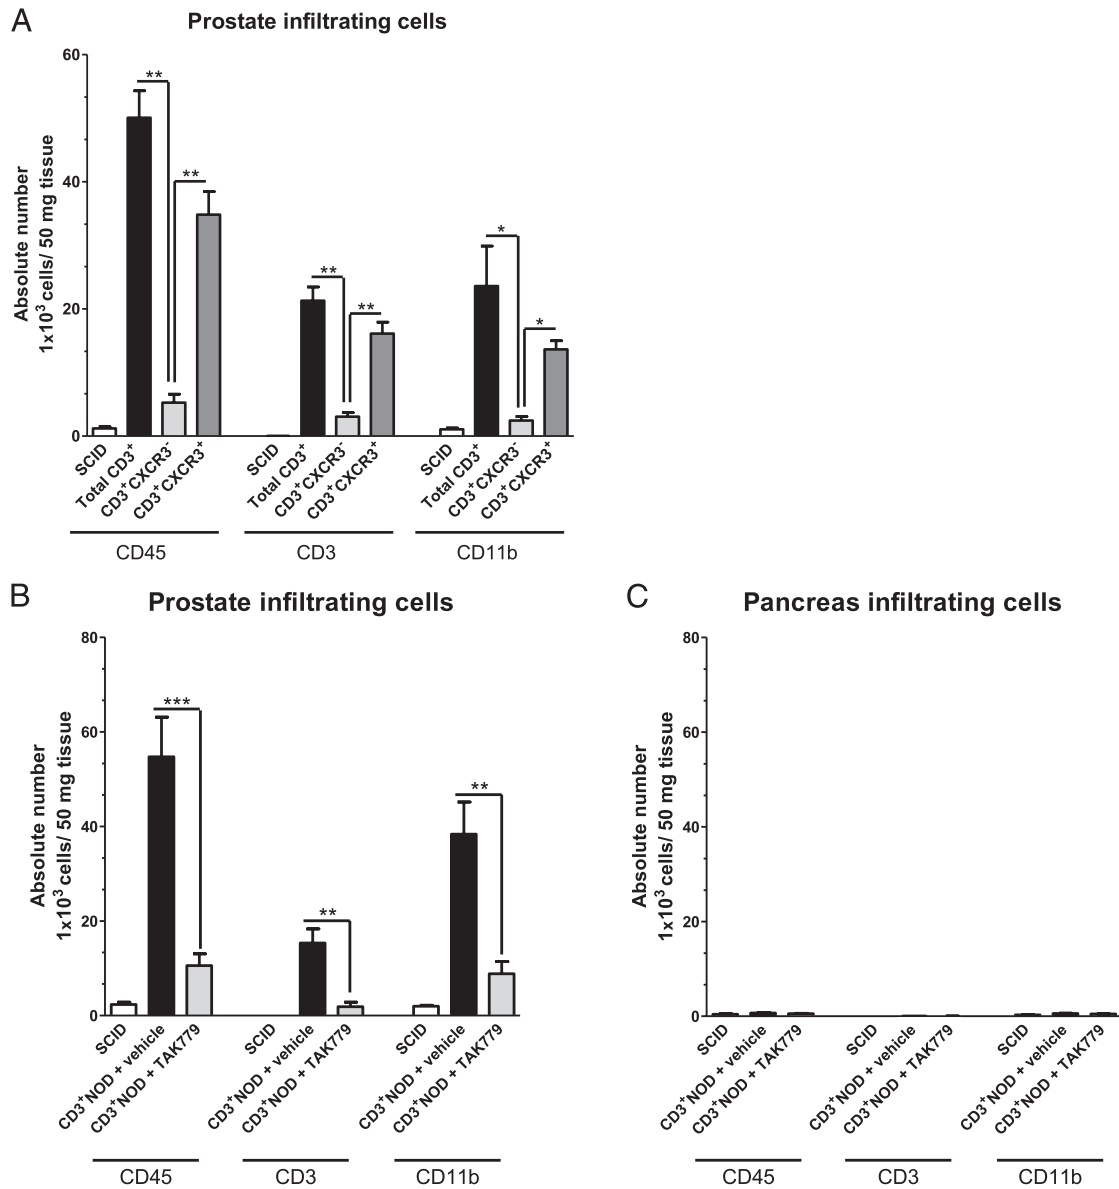 A
Prostate infiltrating cells
Absolute number
1x10³ cells/ 50 mg tissue
60
40
20
0
**
**
**
**
*
*
SCID
Total CD3⁺
CD3⁺CXCR3⁻
CD3⁺CXCR3⁺
SCID
Total CD3⁺
CD3⁺CXCR3⁻
CD3⁺CXCR3⁺
SCID
Total CD3⁺
CD3⁺CXCR3⁻
CD3⁺CXCR3⁺
CD45
CD3
CD11b
B
Prostate infiltrating cells
Absolute number
1x10³ cells/ 50 mg tissue
80
60
40
20
0
***
**
**
SCID
CD3⁺NOD + vehicle
CD3⁺NOD + TAK779
SCID
CD3⁺NOD + vehicle
CD3⁺NOD + TAK779
SCID
CD3⁺NOD + vehicle
CD3⁺NOD + TAK779
CD45
CD3
CD11b
C
Pancreas infiltrating cells
Absolute number
1x10³ cells/ 50 mg tissue
80
60
40
20
0
SCID
CD3⁺NOD + vehicle
CD3⁺NOD + TAK779
SCID
CD3⁺NOD + vehicle
CD3⁺NOD + TAK779
SCID
CD3⁺NOD + vehicle
CD3⁺NOD + TAK779
CD45
CD3
CD11b